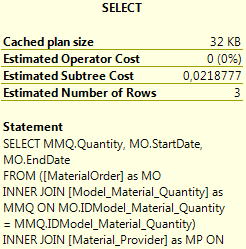 SELECT
Cached plan size 32 KB
Estimated Operator Cost 0 (0%)
Estimated Subtree Cost 0,0218777
Estimated Number of Rows 3
Statement
SELECT MMQ.Quantity, MO.StartDate,
MO.EndDate
FROM ([MaterialOrder] as MO
INNER JOIN [Model_Material_Quantity] as
MMQ ON MO.IDModel_Material_Quantity
= MMQ.IDModel_Material_Quantity)
INNER JOIN [Material_Provider] as MP ON